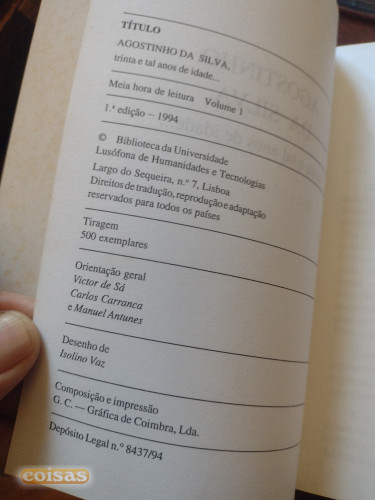 TÍTULO
AGOSTINHO DA SILVA.
trinta e tal anos de idade...
Meia hora de leitura Volume 1
1.ª edição – 1994
© Biblioteca da Universidade
Lusófona de Humanidades e Tecnologias
Largo do Sequeira, n.º 7, Lisboa
Direitos de tradução, reprodução e adaptação
reservados para todos os países
Tiragem
500 exemplares
Orientação geral
Victor de Sá
Carlos Carranca
e Manuel Antunes
Desenho de
Isolino Vaz
Composição e impressão
G. C. — Gráfica de Coimbra, Lda.
Depósito Legal n.º 8437/94
coisas